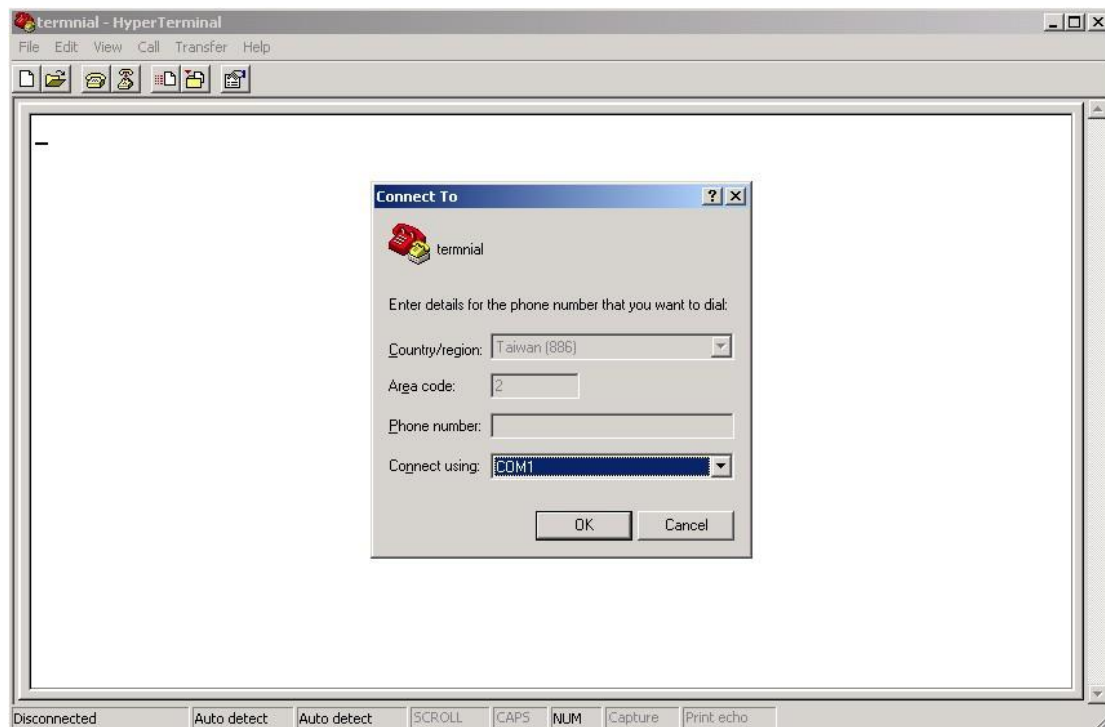 termnial - HyperTerminal
File Edit View Call Transfer Help
Connect To
termnial
Enter details for the phone number that you want to dial:
Country/region: Taiwan (886)
Area code: 2
Phone number:
Connect using: COM1
OK Cancel
Disconnected Auto detect Auto detect SCROLL CAPS NUM Capture Print echo